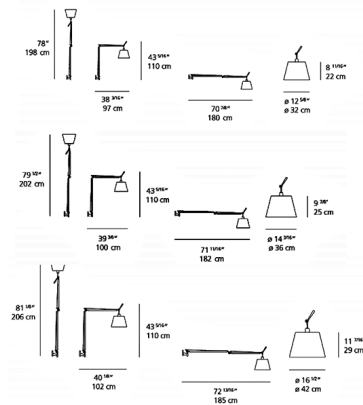 78"
198 cm
43 5/16"
110 cm
8 11/16"
22 cm
38 3/16"
97 cm
70 7/8"
180 cm
ø 12 5/8"
ø 32 cm
79 1/2"
202 cm
43 5/16"
110 cm
9 7/8"
25 cm
39 3/8"
100 cm
71 11/16"
182 cm
ø 14 3/16"
ø 36 cm
81 1/8"
206 cm
43 5/16"
110 cm
11 7/16"
29 cm
40 1/8"
102 cm
72 13/16"
185 cm
ø 16 1/2"
ø 42 cm